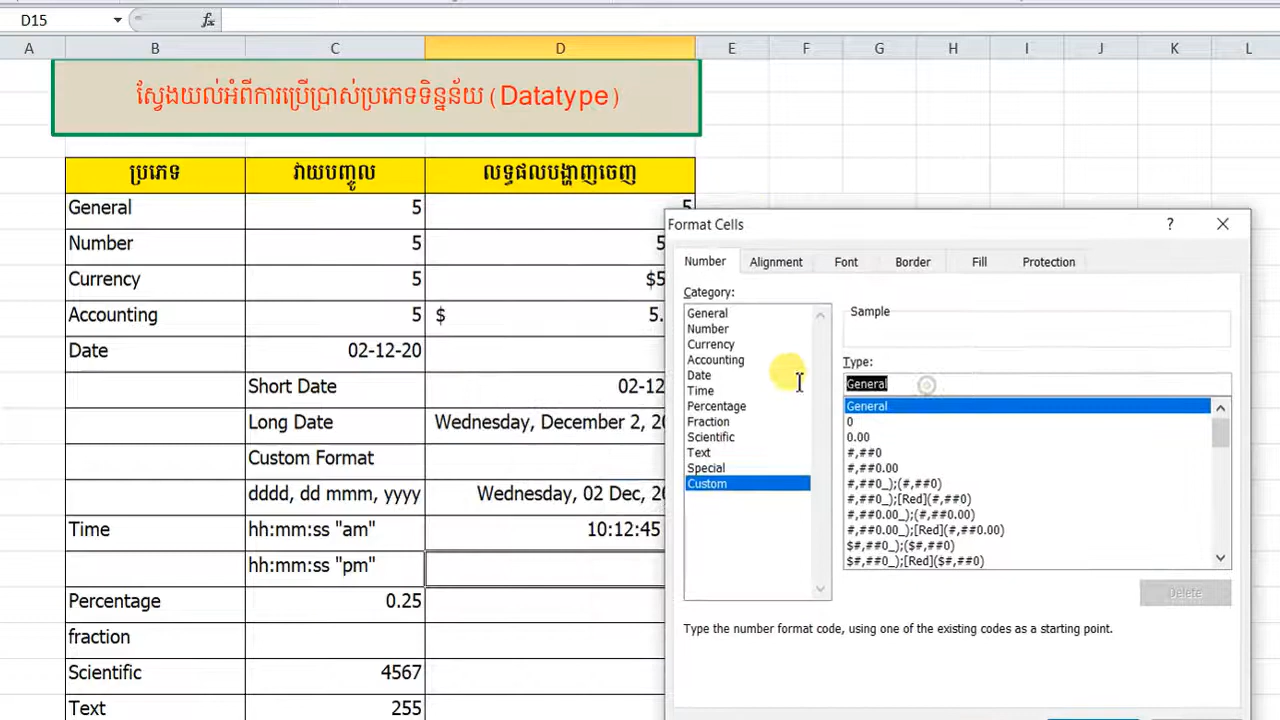 D15
fx
A B C D E F G H I J K L
ស្វែងយល់អំពីការប្រើប្រាស់ប្រភេទទិន្នន័យ ( Datatype )
ប្រភេទ វាយបញ្ចូល លទ្ធផលបង្ហាញចេញ
General 5 5
Number 5 5
Currency 5 $5
Accounting 5 $ 5.
Date 02-12-20
Short Date 02-12
Long Date Wednesday, December 2, 20
Custom Format
dddd, dd mmm, yyyy Wednesday, 02 Dec, 20
Time hh:mm:ss "am" 10:12:45
hh:mm:ss "pm"
Percentage 0.25
fraction
Scientific 4567
Text 255
Format Cells ?
Number Alignment Font Border Fill Protection
Category:
General
Number
Currency
Accounting
Date
Time
Percentage
Fraction
Scientific
Text
Special
Custom
Sample
Type:
General
General
0
0.00
#,##0
#,##0.00
#,##0_);(#,##0)
#,##0_);[Red](#,##0)
#,##0.00_);(#,##0.00)
#,##0.00_);[Red](#,##0.00)
$#,##0_);($#,##0)
$#,##0_);[Red]($#,##0)
Delete
Type the number format code, using one of the existing codes as a starting point.